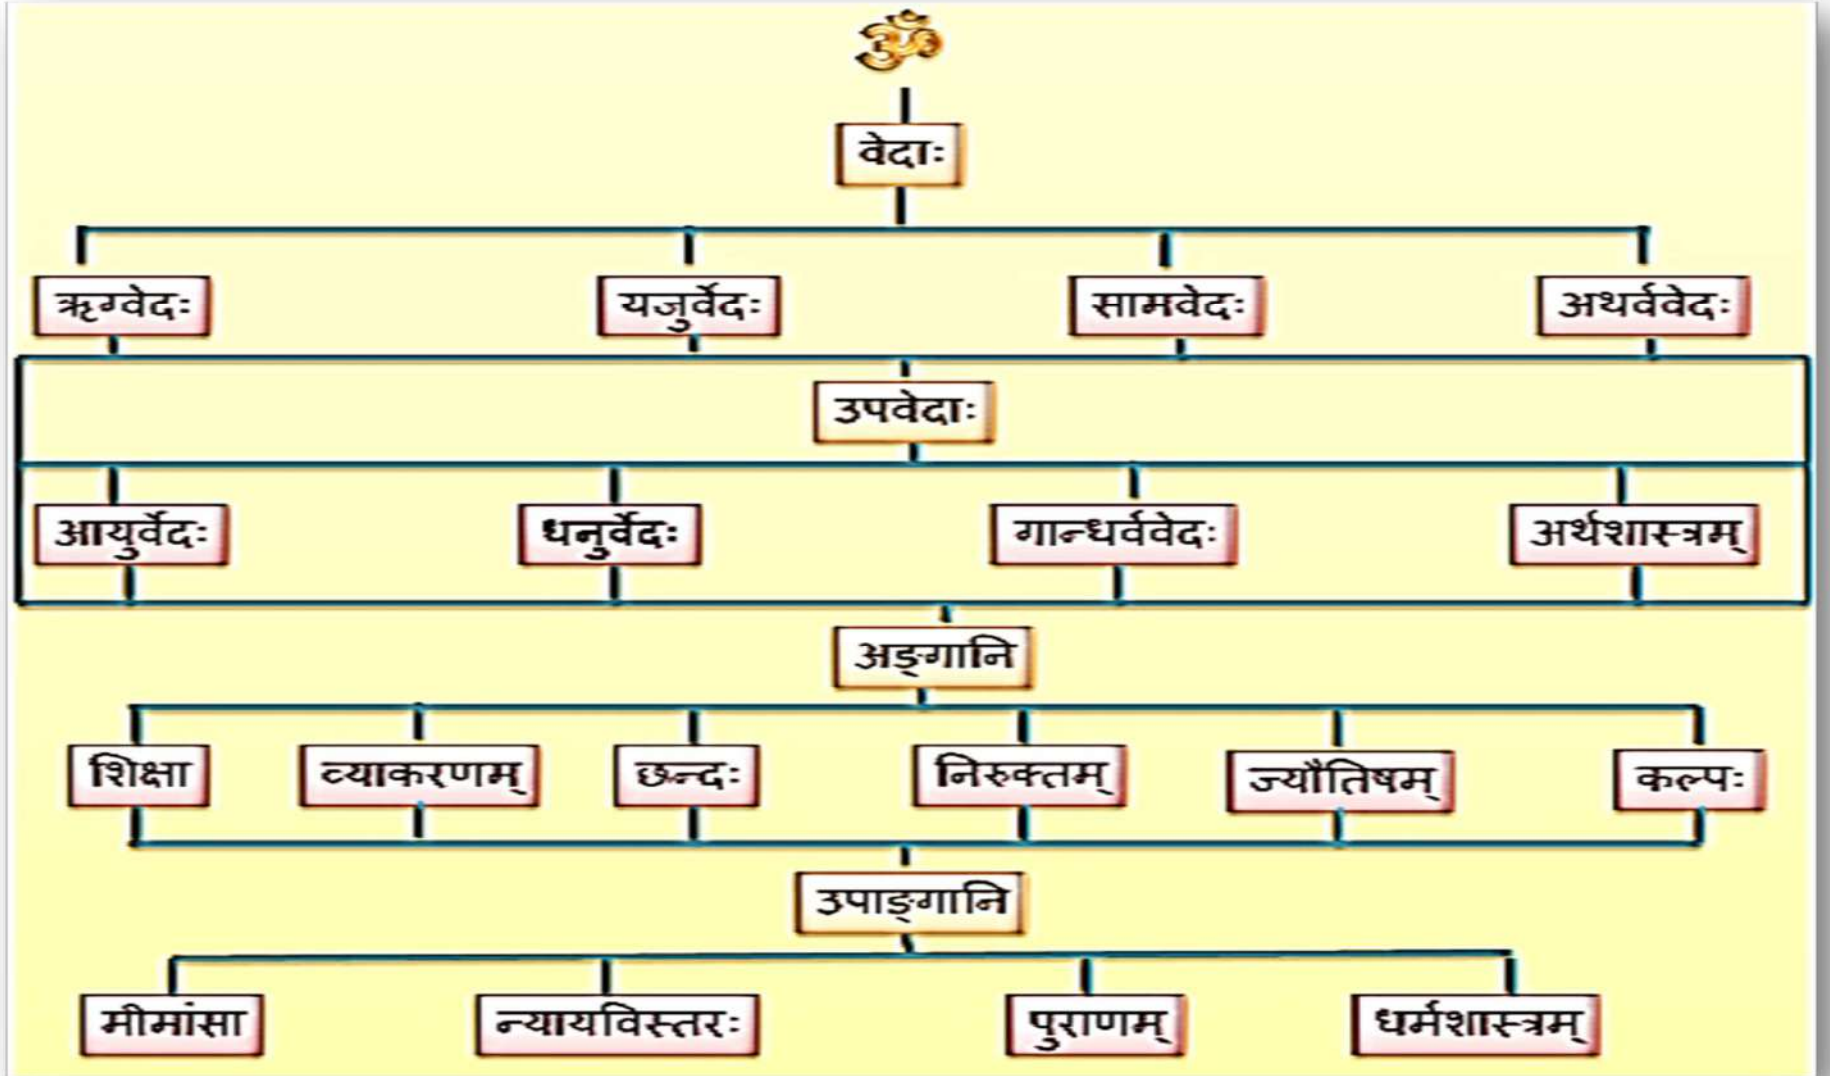 ॐ
वेदाः
ऋग्वेदः यजुर्वेदः सामवेदः अथर्ववेदः
उपवेदाः
आयुर्वेदः धनुर्वेदः गान्धर्ववेदः अर्थशास्त्रम्
अङ्गानि
शिक्षा व्याकरणम् छन्दः निरुक्तम् ज्यौतिषम् कल्पः
उपाङ्गानि
मीमांसा न्यायविस्तरः पुराणम् धर्मशास्त्रम्